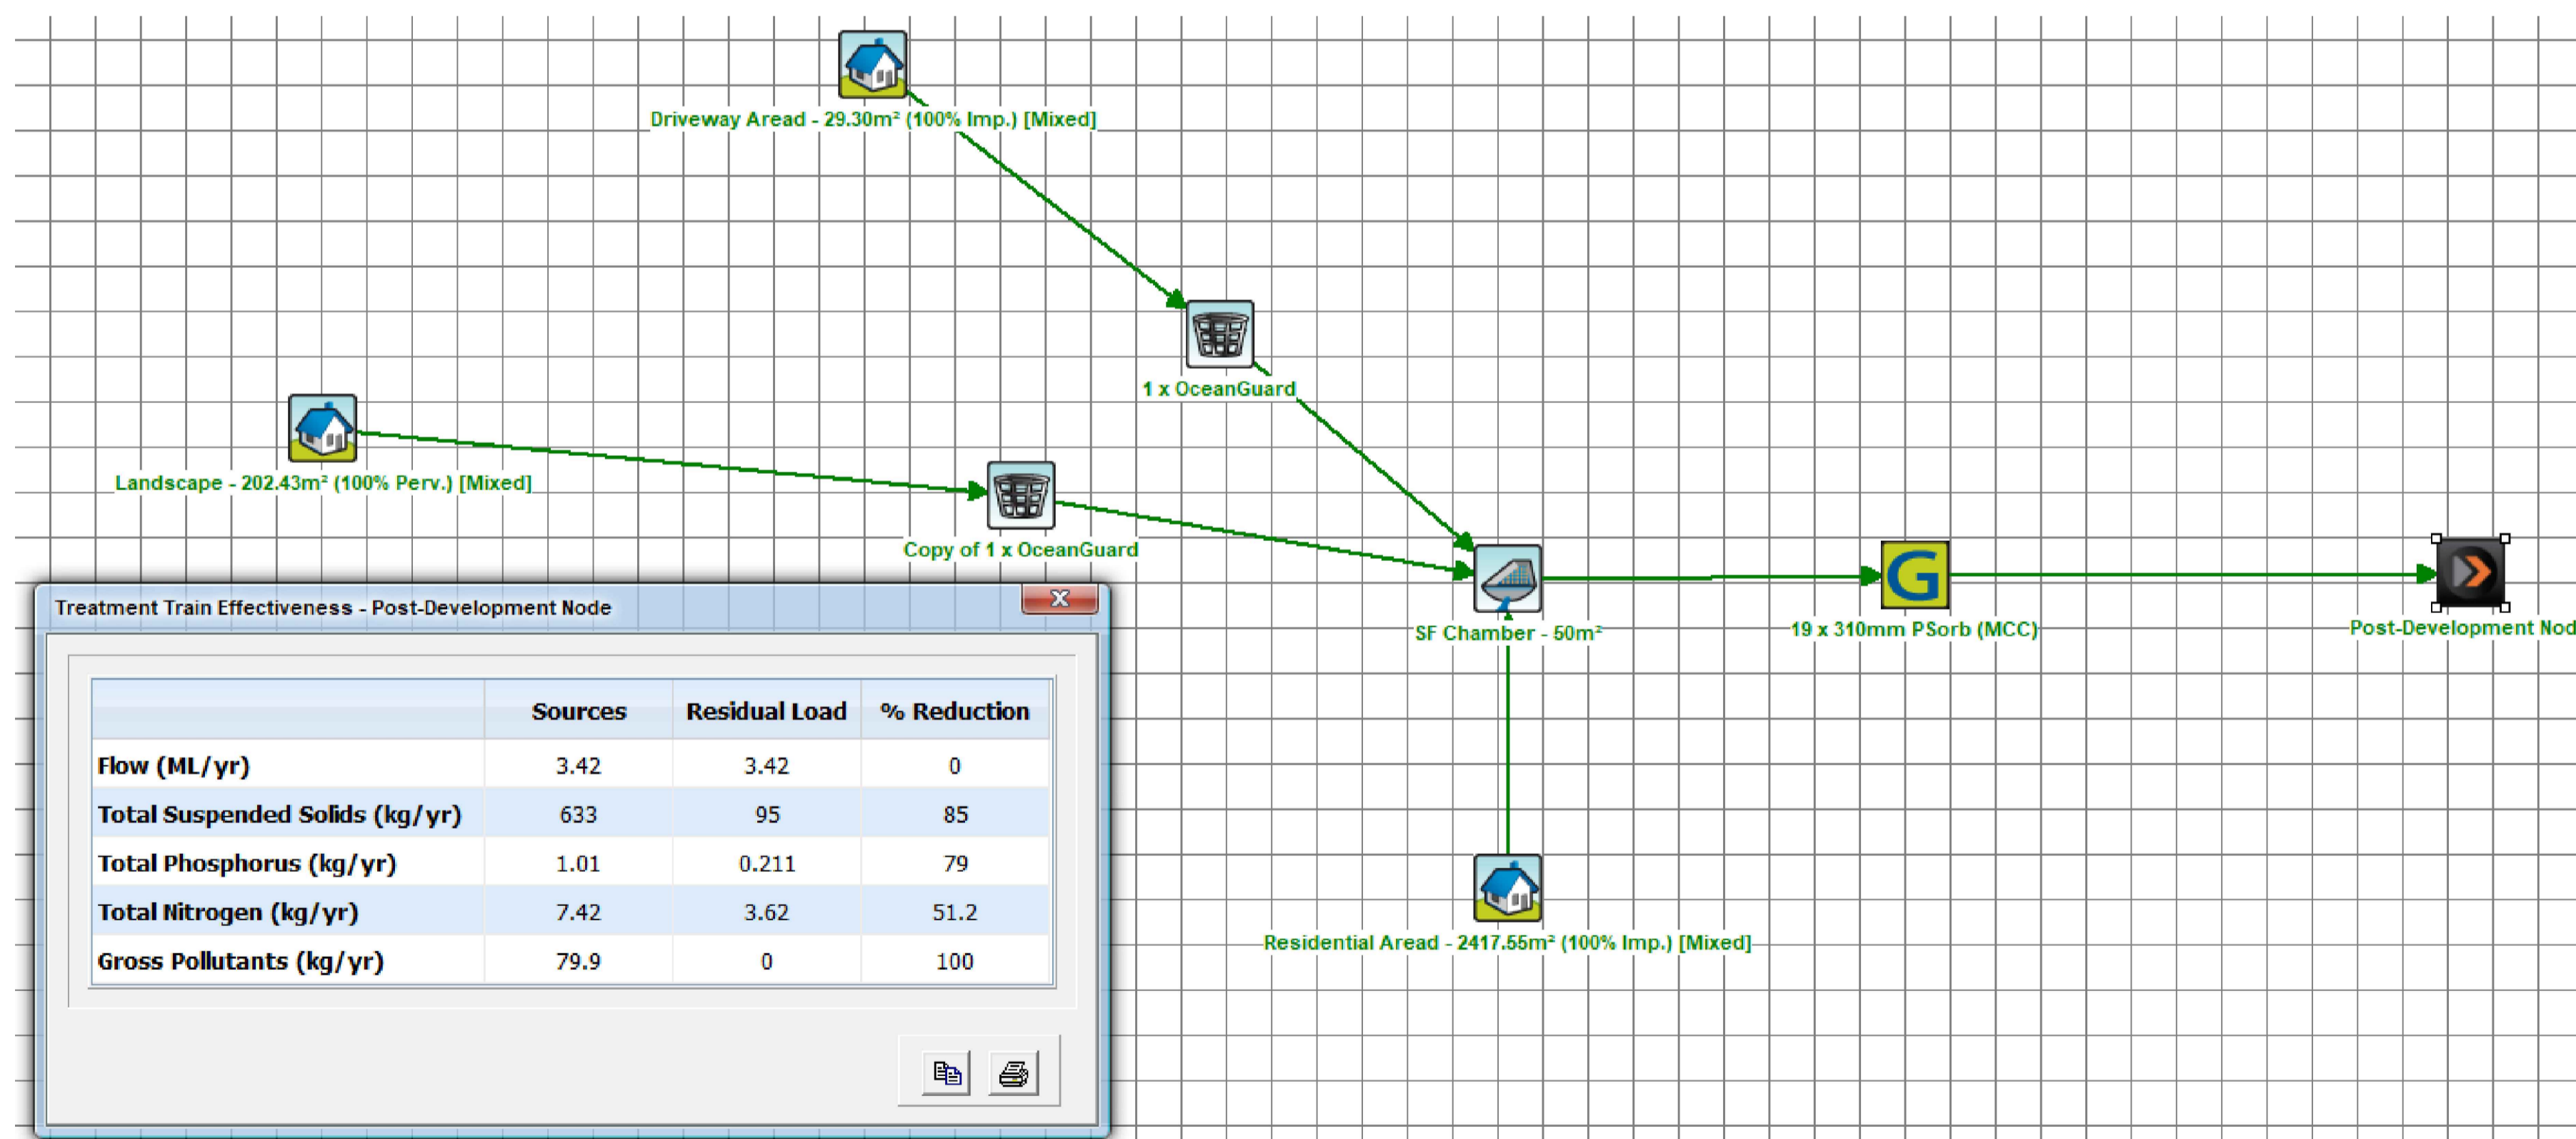 Driveway Aread - 29.30m² (100% Imp.) [Mixed]
1 x OceanGuard
Landscape - 202.43m² (100% Perv.) [Mixed]
Copy of 1 x OceanGuard
SF Chamber - 50m²
G
19 x 310mm PSorb (MCC)
Post-Development Nod
Residential Aread - 2417.55m² (100% Imp.) [Mixed]
Treatment Train Effectiveness - Post-Development Node
Sources Residual Load % Reduction
Flow (ML/yr) 3.42 3.42 0
Total Suspended Solids (kg/yr) 633 95 85
Total Phosphorus (kg/yr) 1.01 0.211 79
Total Nitrogen (kg/yr) 7.42 3.62 51.2
Gross Pollutants (kg/yr) 79.9 0 100